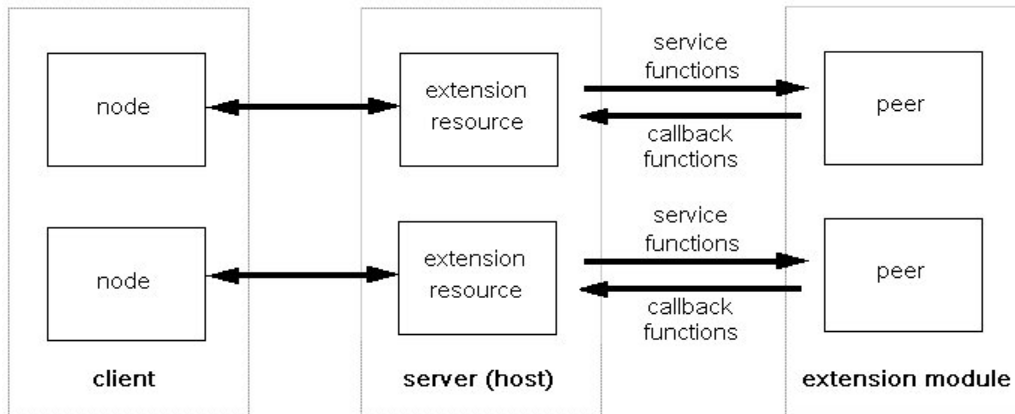 node
extension
resource
service
functions
callback
functions
peer
node
extension
resource
service
functions
callback
functions
peer
client
server (host)
extension module